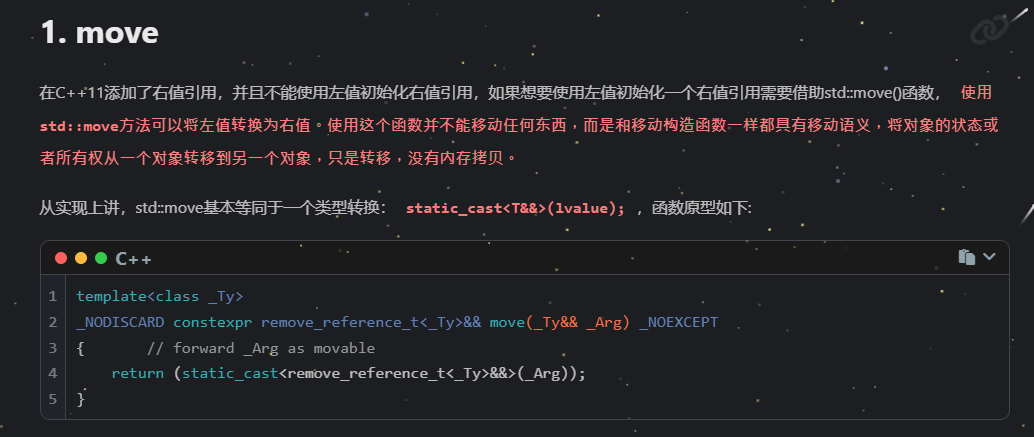 1. move
在C++11添加了右值引用，并且不能使用左值初始化右值引用，如果想要使用左值初始化一个右值引用需要借助std::move()函数， 使用
std::move方法可以将左值转换为右值。使用这个函数并不能移动任何东西，而是和移动构造函数一样都具有移动语义，将对象的状态或
者所有权从一个对象转移到另一个对象，只是转移，没有内存拷贝。
从实现上讲，std::move基本等同于一个类型转换： static_cast<T&&>(lvalue); ，函数原型如下:
C++
1 template<class _Ty>
2 _NODISCARD constexpr remove_reference_t<_Ty>&& move(_Ty&& _Arg) _NOEXCEPT
3 {       // forward _Arg as movable
4     return (static_cast<remove_reference_t<_Ty>&&>(_Arg));
5 }